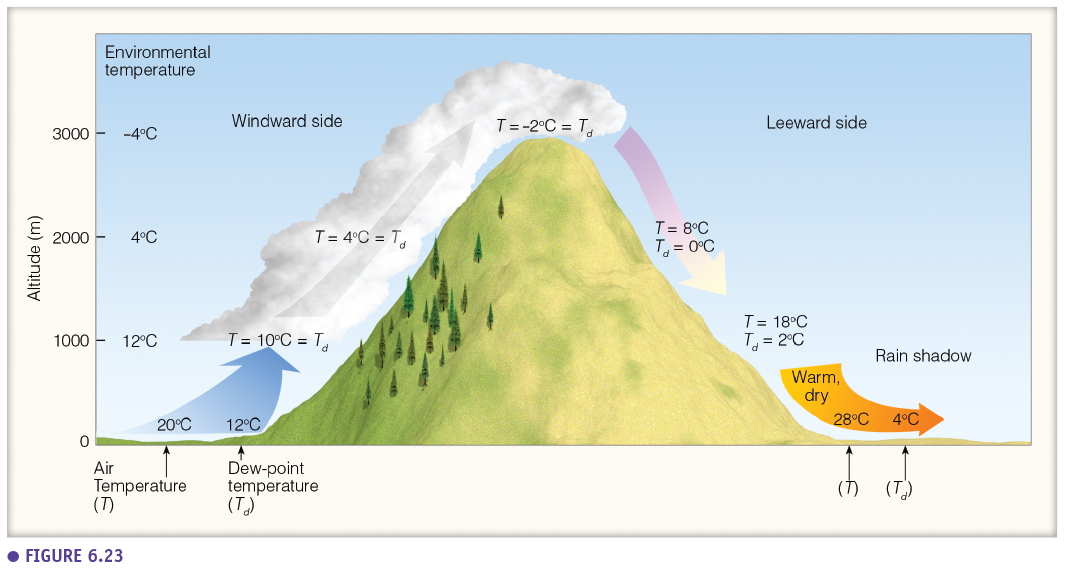 Environmental
temperature
Windward side
Leeward side
3000
-4°C
T = -2°C = Td
Altitude (m)
2000
4°C
T = 4°C = Td
T = 8°C
Td = 0°C
1000
12°C
T = 10°C = Td
T = 18°C
Td = 2°C
Rain shadow
Warm,
dry
0
20°C
12°C
28°C
4°C
Air
Temperature
(T)
Dew-point
temperature
(Td)
(T)
(Td)
● FIGURE 6.23